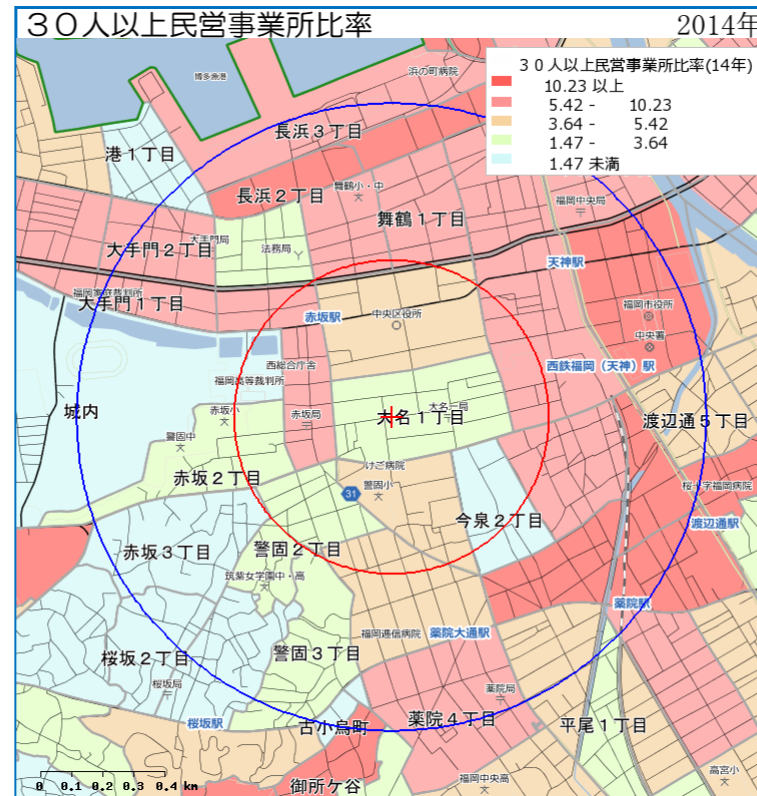 ３０人以上民営事業所比率
2014年
３０人以上民営事業所比率(14年)
10.23 以上
5.42 - 10.23
3.64 - 5.42
1.47 - 3.64
1.47 未満
博多漁港
浜の町病院
長浜３丁目
港１丁目
長浜２丁目
舞鶴小・中
舞鶴１丁目
福岡中央局
大手門局
大手門２丁目
法務局
天神駅
福岡家庭裁判所
大手門１丁目
赤坂駅
中央区役所
福岡市役所
中央署
西総合庁舎
西鉄福岡（天神）駅
福岡高等裁判所
城内
赤坂小
赤坂局
大名１丁目
渡辺通５丁目
警固中
赤坂２丁目
けご病院
警固小
桜十字福岡病院
31
今泉２丁目
渡辺通駅
赤坂３丁目
警固２丁目
筑紫女学園中・高
薬院駅
福岡逓信病院
薬院大通駅
桜坂２丁目
警固３丁目
桜坂局
薬院局
桜坂駅
古小烏町
薬院４丁目
平尾１丁目
御所ケ谷
福岡中央高
高宮小
0 0.1 0.2 0.3 0.4 km